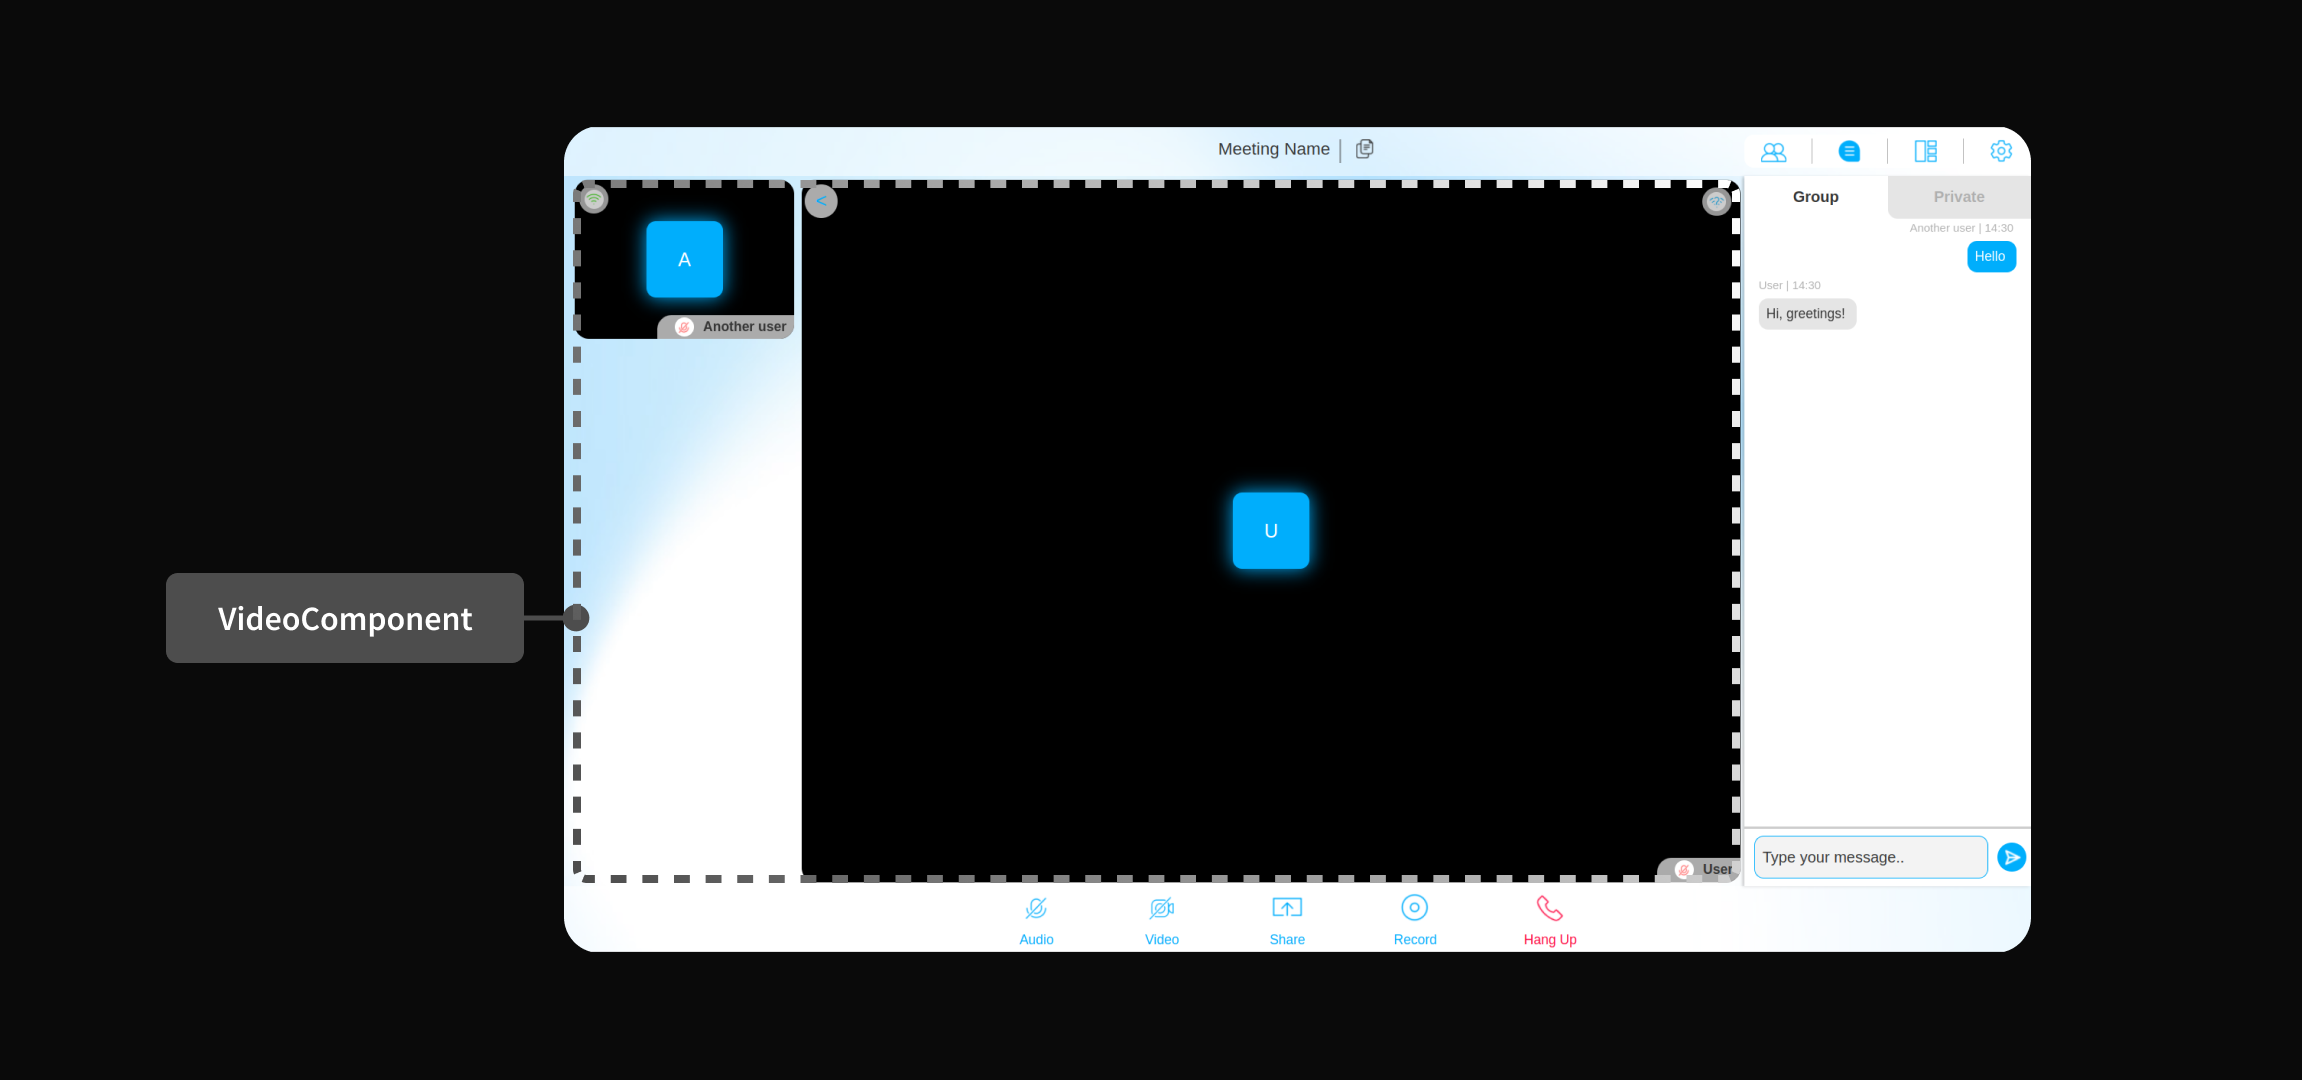 Meeting Name
Group
Private
Another user | 14:30
Hello
User | 14:30
Hi, greetings!
<
A
Another user
U
VideoComponent
User
Type your message..
Audio
Video
Share
Record
Hang Up